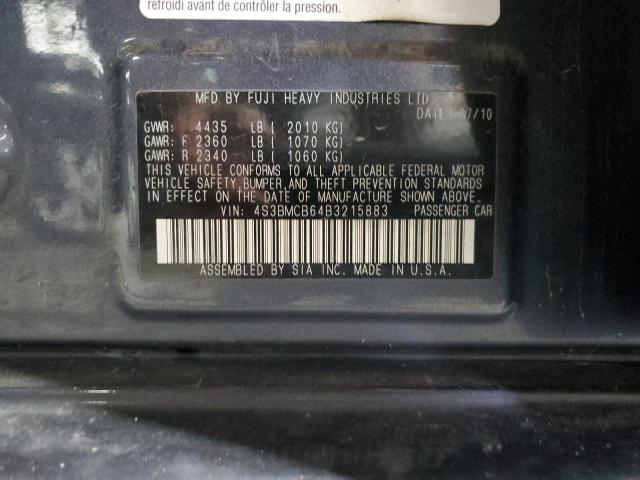 refroidi avant de contrôler la pression.
MFD BY FUJI HEAVY INDUSTRIES LTD.
DATE: 07/10
GVWR: 4435 LB ( 2010 KG)
GAWR: F 2360 LB ( 1070 KG)
GAWR: R 2340 LB ( 1060 KG)
THIS VEHICLE CONFORMS TO ALL APPLICABLE FEDERAL MOTOR
VEHICLE SAFETY,BUMPER,AND THEFT PREVENTION STANDARDS
IN EFFECT ON THE DATE OF MANUFACTURE SHOWN ABOVE.
VIN: 4S3BMCB64B3215883 PASSENGER CAR
ASSEMBLED BY SIA INC. MADE IN U.S.A.